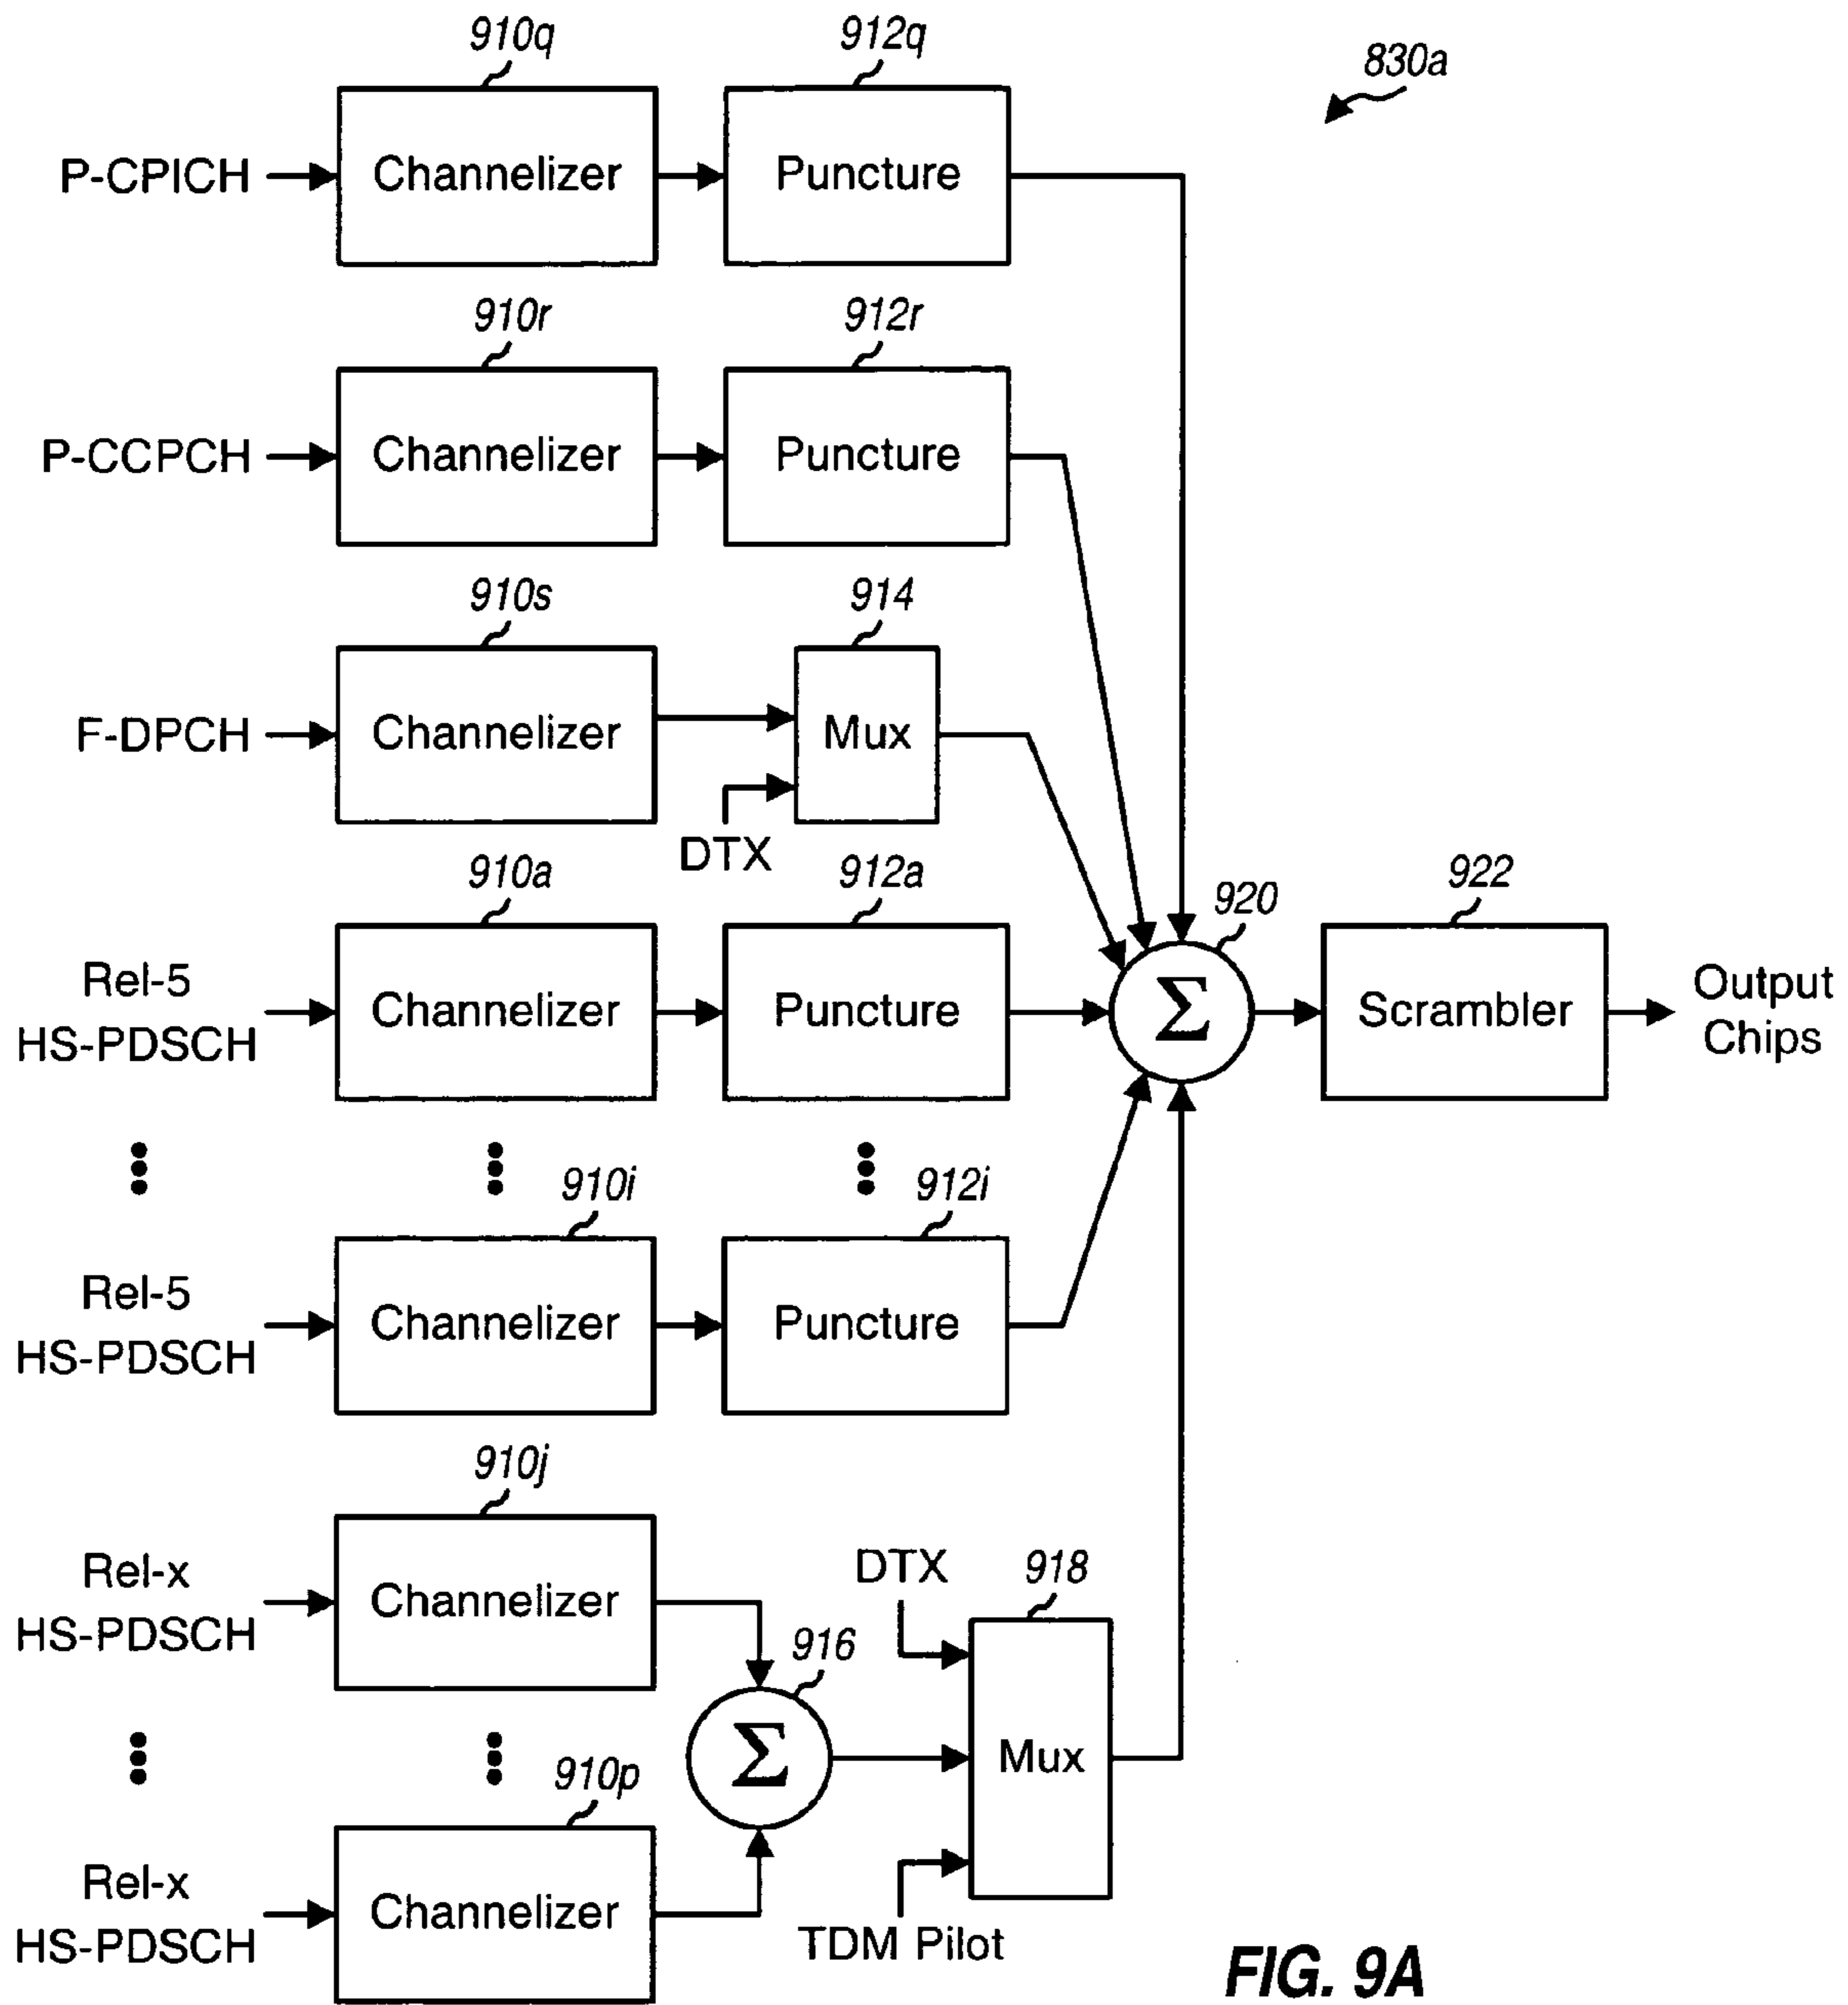 910q
912q
830a
P-CPICH
Channelizer
Puncture
910r
912r
P-CCPCH
Channelizer
Puncture
910s
914
F-DPCH
Channelizer
Mux
DTX
910a
912a
920
922
Rel-5
HS-PDSCH
Channelizer
Puncture
Σ
Scrambler
Output
Chips
910i
912i
Rel-5
HS-PDSCH
Channelizer
Puncture
910j
Rel-x
HS-PDSCH
Channelizer
DTX
918
916
Σ
Mux
910p
Rel-x
HS-PDSCH
Channelizer
TDM Pilot
FIG. 9A